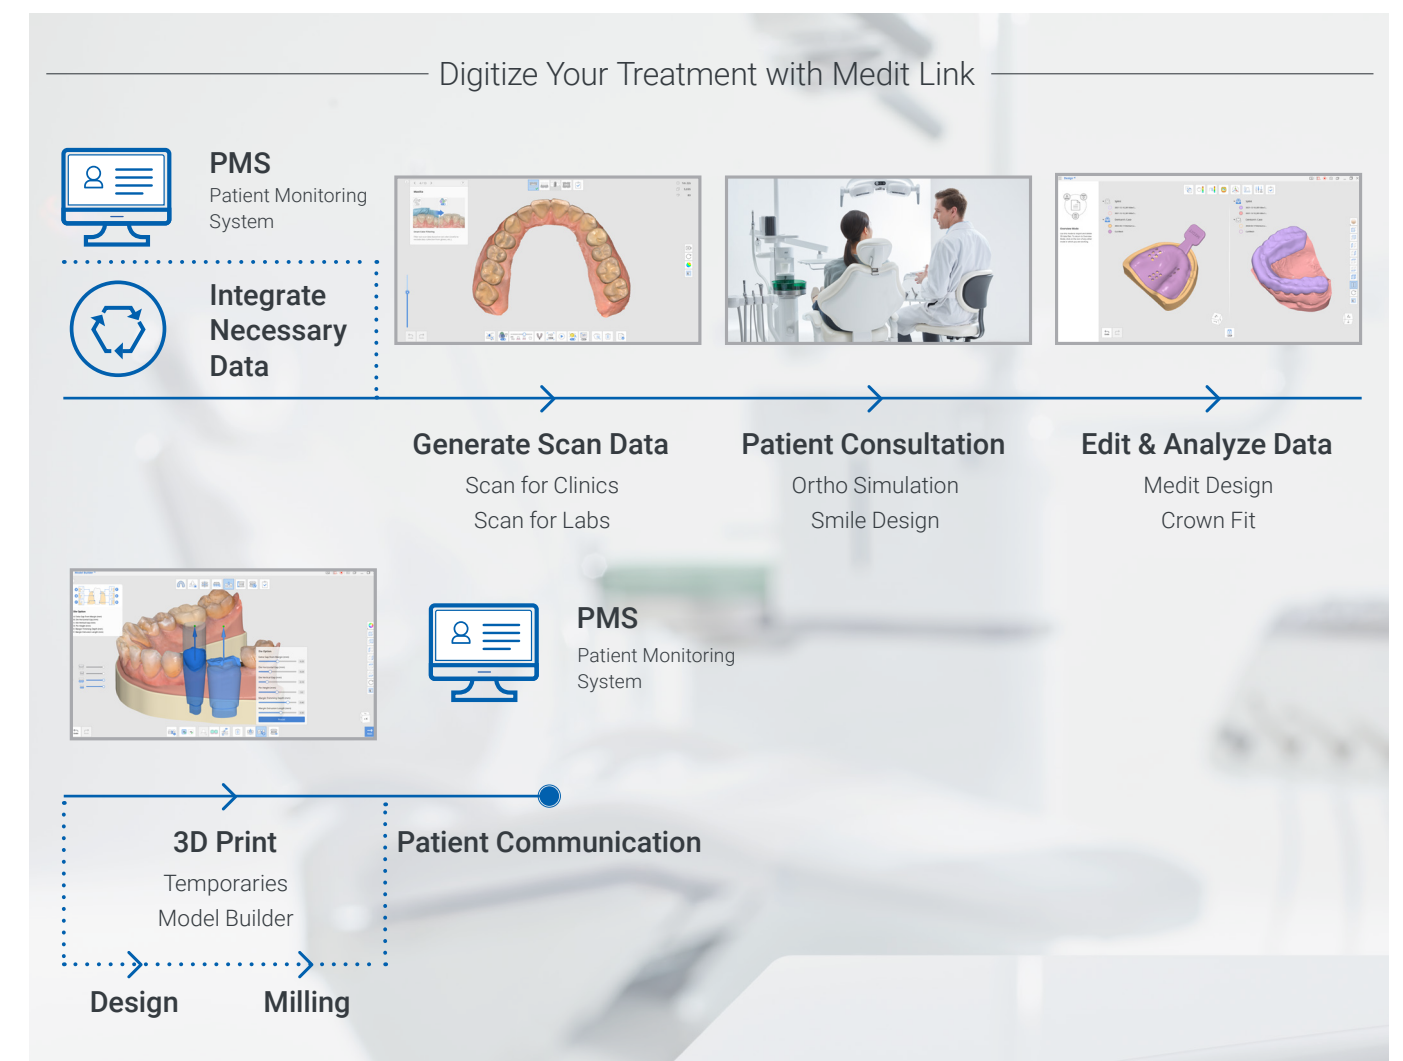 Digitize Your Treatment with Medit Link
PMS
Patient Monitoring
System
Integrate
Necessary
Data
Generate Scan Data
Scan for Clinics
Scan for Labs
Patient Consultation
Ortho Simulation
Smile Design
Edit & Analyze Data
Medit Design
Crown Fit
PMS
Patient Monitoring
System
3D Print
Temporaries
Model Builder
Patient Communication
Design
Milling